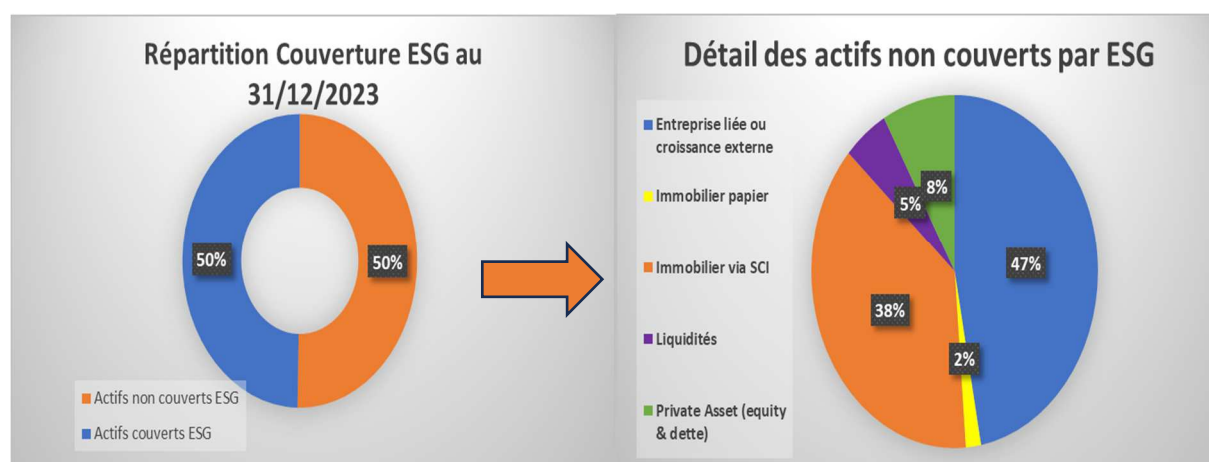 Répartition Couverture ESG au
31/12/2023
50%
50%
Actifs non couverts ESG
Actifs couverts ESG
Détail des actifs non couverts par ESG
Entreprise liée ou
croissance externe
Immobilier papier
Immobilier via SCI
Liquidités
Private Asset (equity
& dette)
8%
5%
47%
38%
2%